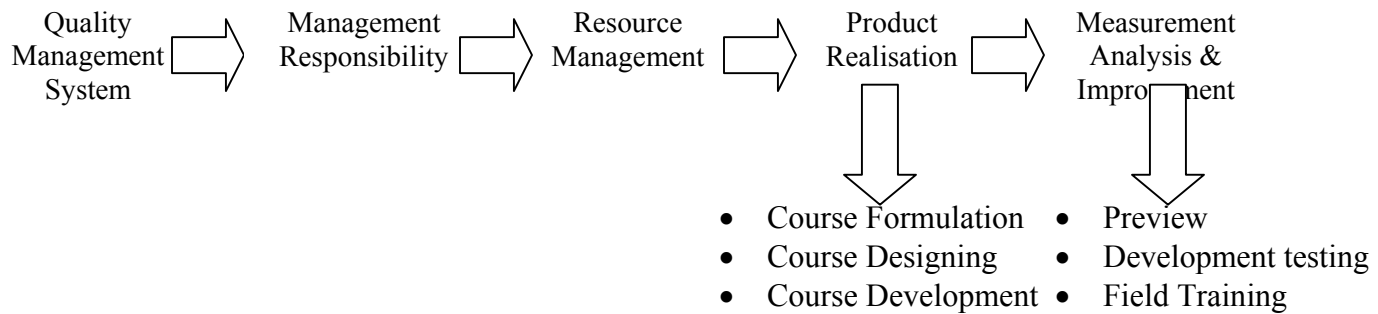 Quality
Management
System
Management
Responsibility
Resource
Management
Product
Realisation
Measurement
Analysis &
Improvement
• Course Formulation
• Course Designing
• Course Development
• Preview
• Development testing
• Field Training